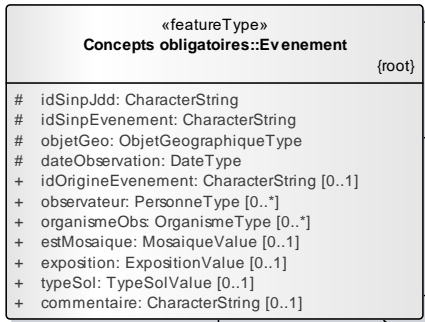 «featureType»
Concepts obligatoires::Evenement
{root}
# idSinpJdd: CharacterString
# idSinpEvenement: CharacterString
# objetGeo: ObjetGeographiqueType
# dateObservation: DateType
+ idOrigineEvenement: CharacterString [0..1]
+ observateur: PersonneType [0..*]
+ organismeObs: OrganismeType [0..*]
+ estMosaique: MosaiqueValue [0..1]
+ exposition: ExpositionValue [0..1]
+ typeSol: TypeSolValue [0..1]
+ commentaire: CharacterString [0..1]